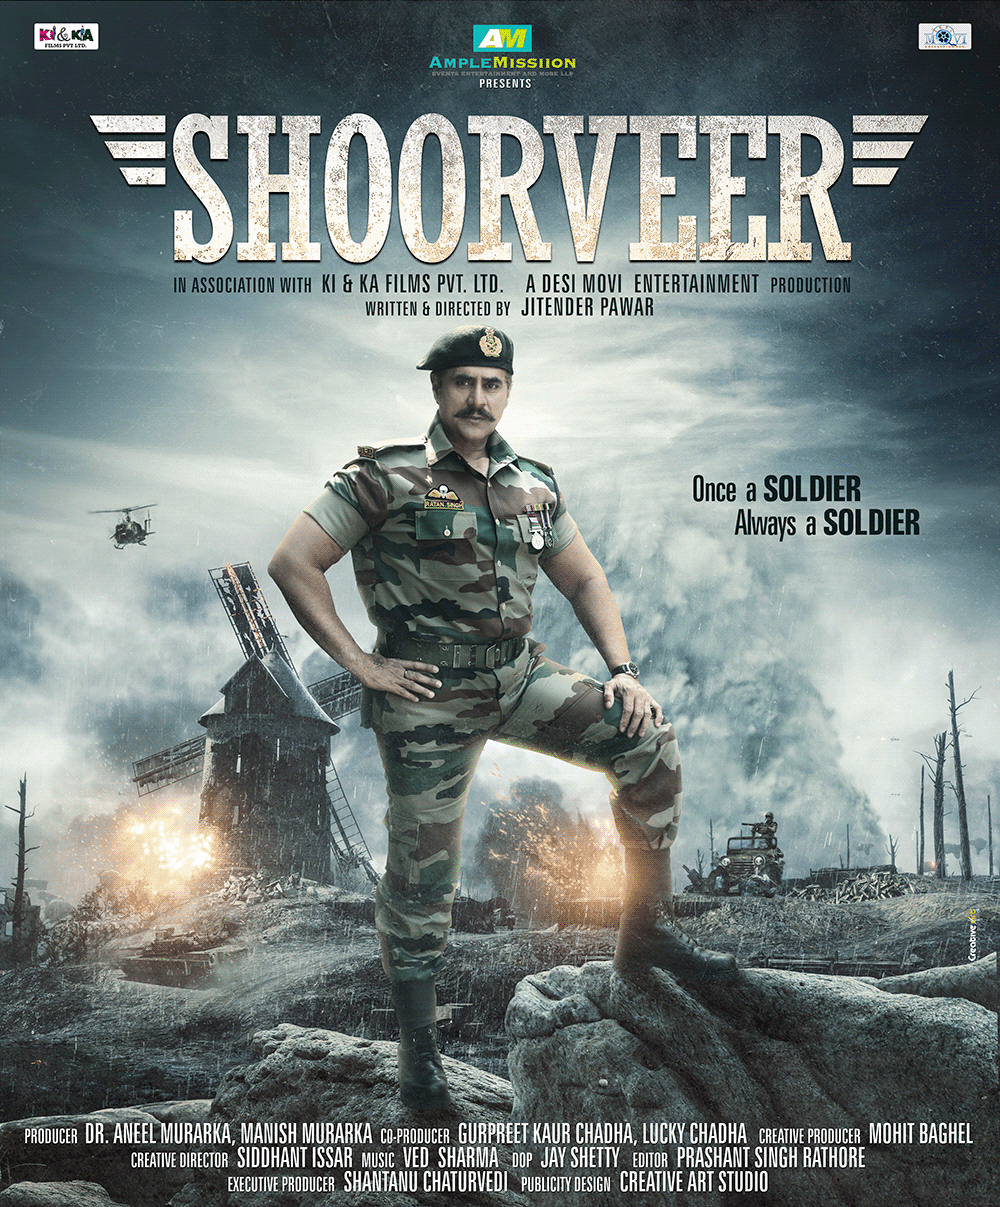 KI & KA
FILMS PVT. LTD.
AM
AMPLEMISSIION
EVENTS ENTERTAINMENT AND MORE LLP
PRESENTS
MOVI
SHOORVEER
IN ASSOCIATION WITH KI & KA FILMS PVT. LTD. A DESI MOVI ENTERTAINMENT PRODUCTION
WRITTEN & DIRECTED BY JITENDER PAWAR
RATAN SINGH
Once a SOLDIER
Always a SOLDIER
Creative
PRODUCER DR. ANEEL MURARKA, MANISH MURARKA CO-PRODUCER GURPREET KAUR CHADHA, LUCKY CHADHA CREATIVE PRODUCER MOHIT BAGHEL
CREATIVE DIRECTOR SIDDHANT ISSAR MUSIC VED SHARMA DOP JAY SHETTY EDITOR PRASHANT SINGH RATHORE
EXECUTIVE PRODUCER SHANTANU CHATURVEDI PUBLICITY DESIGN CREATIVE ART STUDIO